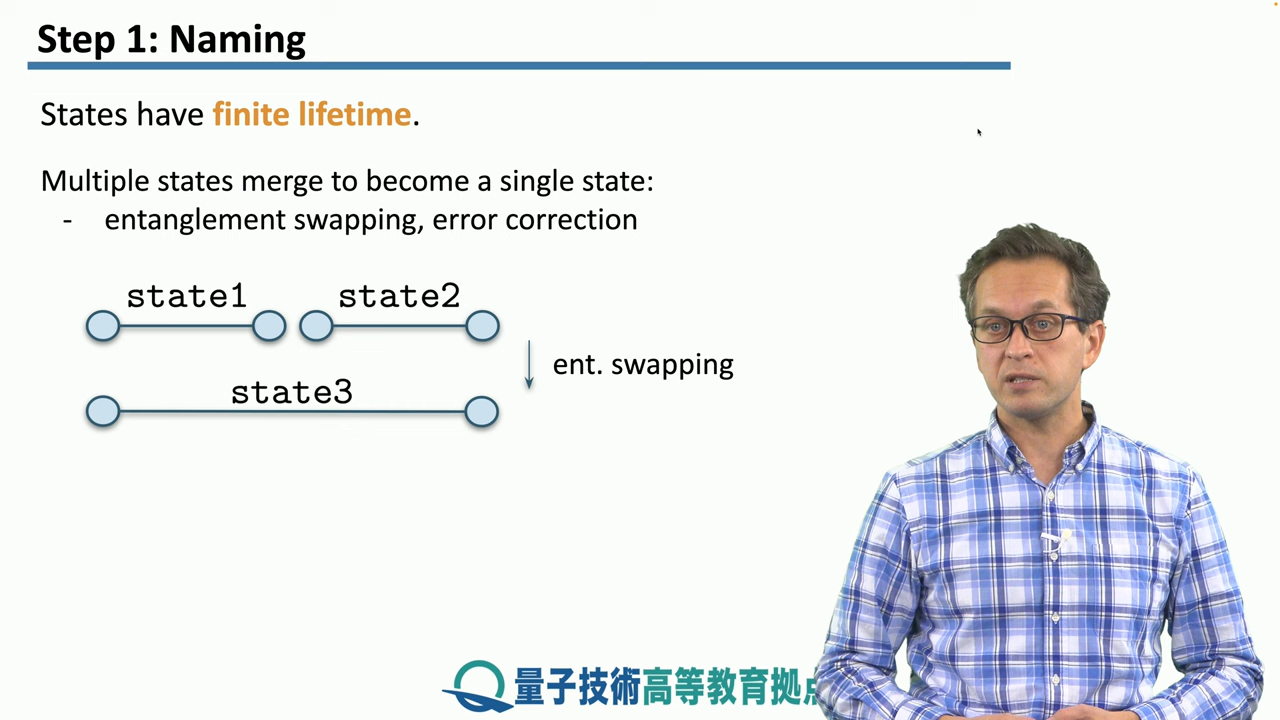 Step 1: Naming
States have finite lifetime.
Multiple states merge to become a single state:
- entanglement swapping, error correction
state1 state2
ent. swapping
state3
量子技術高等教育拠点